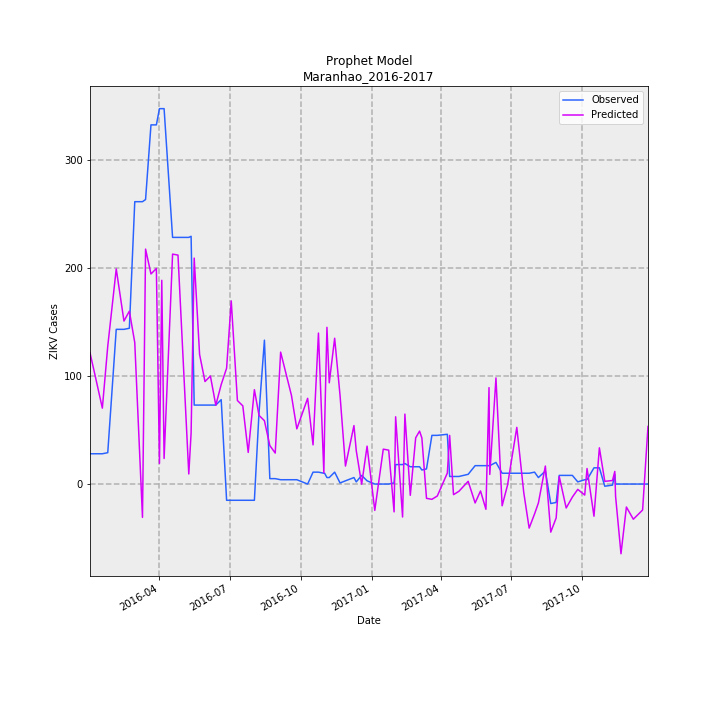 Prophet Model
Maranhao_2016-2017
Observed
Predicted
300
200
100
0
ZIKV Cases
2016-04
2016-07
2016-10
2017-01
2017-04
2017-07
2017-10
Date